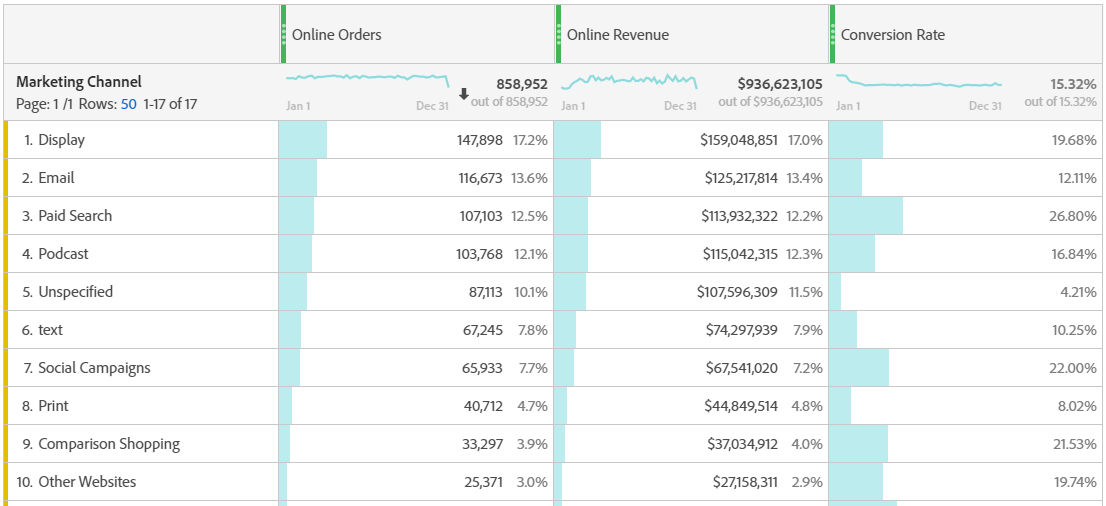 Online Orders Online Revenue Conversion Rate
Marketing Channel 858,952 $936,623,105 15.32%
Page: 1 /1 Rows: 50 1-17 of 17 Jan 1 Dec 31 out of 858,952 Jan 1 Dec 31 out of $936,623,105 Jan 1 Dec 31 out of 15.32%
1. Display 147,898 17.2% $159,048,851 17.0% 19.68%
2. Email 116,673 13.6% $125,217,814 13.4% 12.11%
3. Paid Search 107,103 12.5% $113,932,322 12.2% 26.80%
4. Podcast 103,768 12.1% $115,042,315 12.3% 16.84%
5. Unspecified 87,113 10.1% $107,596,309 11.5% 4.21%
6. text 67,245 7.8% $74,297,939 7.9% 10.25%
7. Social Campaigns 65,933 7.7% $67,541,020 7.2% 22.00%
8. Print 40,712 4.7% $44,849,514 4.8% 8.02%
9. Comparison Shopping 33,297 3.9% $37,034,912 4.0% 21.53%
10. Other Websites 25,371 3.0% $27,158,311 2.9% 19.74%